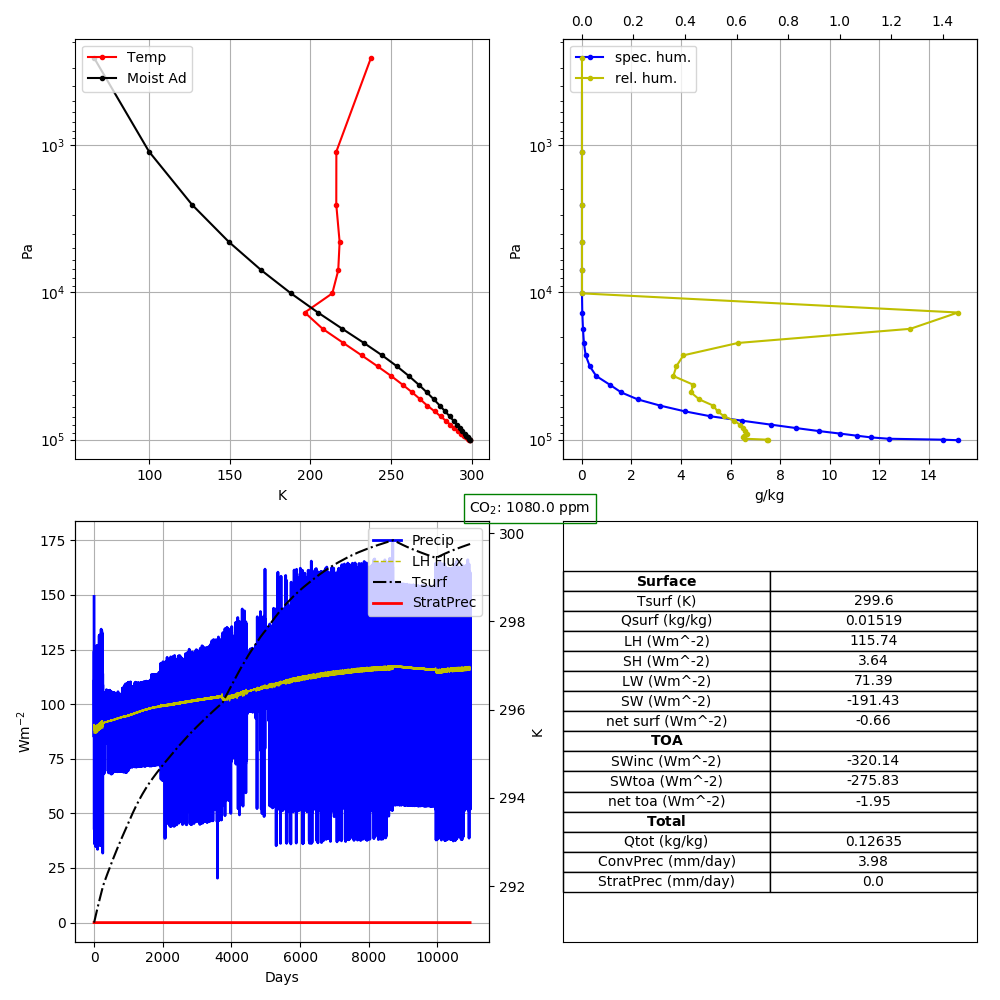 0.0 0.2 0.4 0.6 0.8 1.0 1.2 1.4
Temp
Moist Ad
spec. hum.
rel. hum.
Pa
10^3
10^4
10^5
Pa
10^3
10^4
10^5
100 150 200 250 300
K
0 2 4 6 8 10 12 14
g/kg
CO₂: 1080.0 ppm
Precip
LH Flux
Tsurf
StratPrec
Wm⁻²
175
150
125
100
75
50
25
0
300
298
296
294
292
K
0 2000 4000 6000 8000 10000
Days
Surface
Tsurf (K) 299.6
Qsurf (kg/kg) 0.01519
LH (Wm^-2) 115.74
SH (Wm^-2) 3.64
LW (Wm^-2) 71.39
SW (Wm^-2) -191.43
net surf (Wm^-2) -0.66
TOA
SWinc (Wm^-2) -320.14
SWtoa (Wm^-2) -275.83
net toa (Wm^-2) -1.95
Total
Qtot (kg/kg) 0.12635
ConvPrec (mm/day) 3.98
StratPrec (mm/day) 0.0